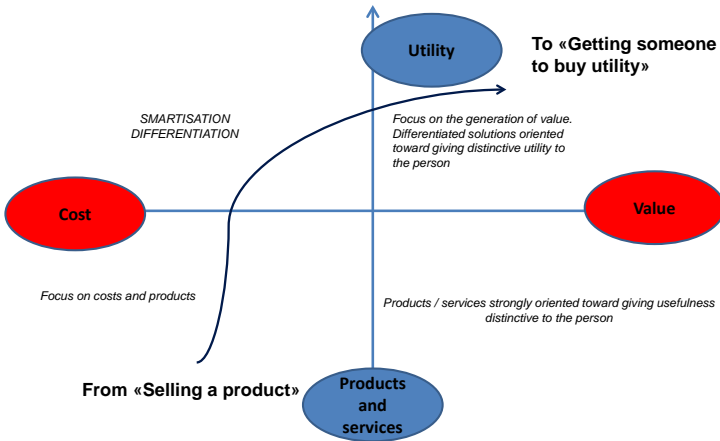 Utility
To «Getting someone
to buy utility»
SMARTISATION
DIFFERENTIATION
Focus on the generation of value.
Differentiated solutions oriented
toward giving distinctive utility to
the person
Cost
Value
Focus on costs and products
Products / services strongly oriented toward giving usefulness
distinctive to the person
From «Selling a product»
Products
and
services